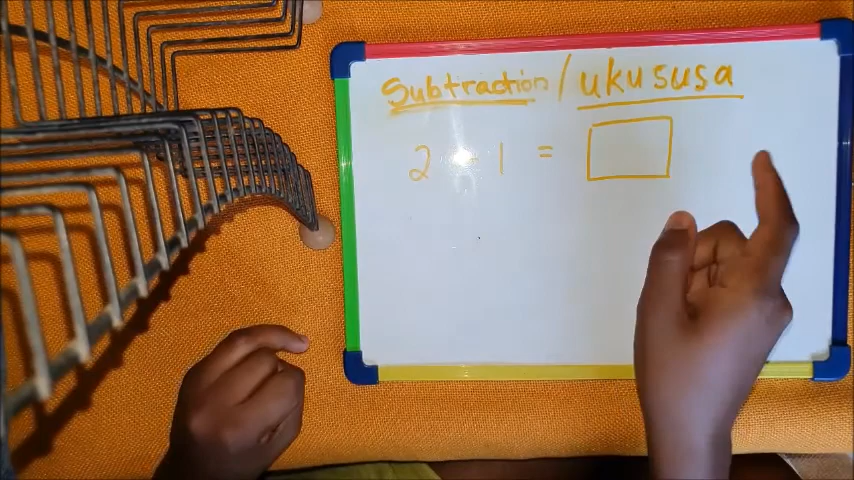 Subtraction / ukususa
2 - 1 =